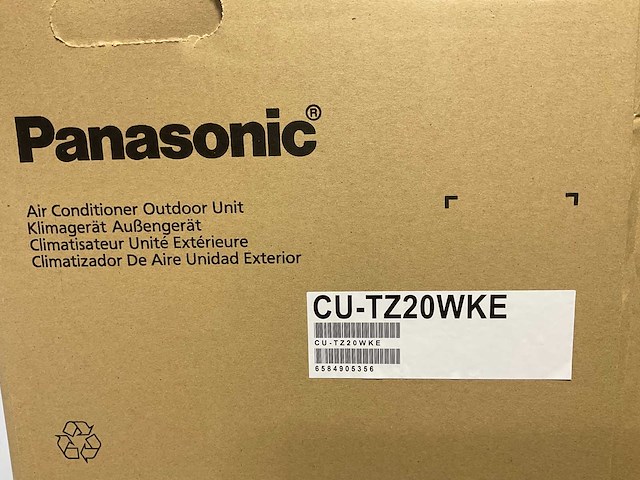 Panasonic®
Air Conditioner Outdoor Unit
Klimagerät Außengerät
Climatisateur Unité Extérieure
Climatizador De Aire Unidad Exterior
CU-TZ20WKE
CU-TZ20WKE
6584905356